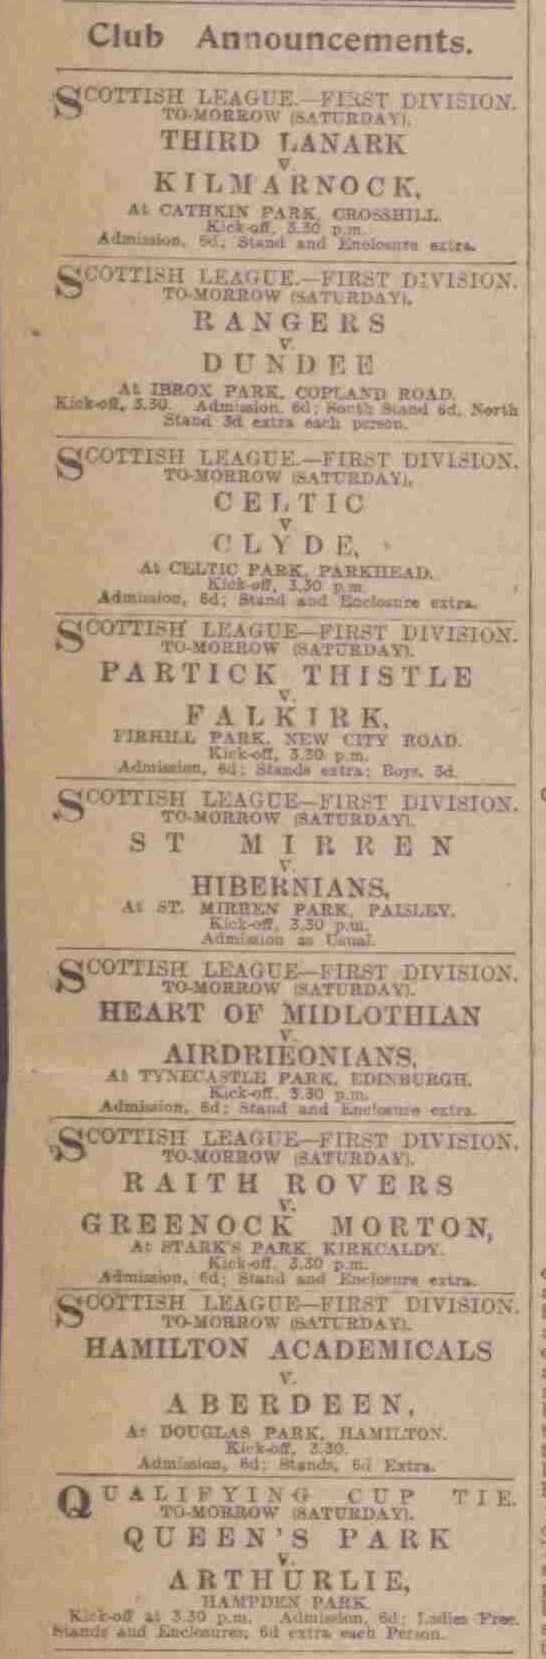 Club Announcements.
SCOTTISH LEAGUE.—FIRST DIVISION.
TO-MORROW (SATURDAY).
THIRD LANARK
v.
KILMARNOCK,
At CATHKIN PARK, CROSSHILL.
Kick-off, 3.30 p.m.
Admission, 6d; Stand and Enclosure extra.
SCOTTISH LEAGUE.—FIRST DIVISION.
TO-MORROW (SATURDAY),
RANGERS
v.
DUNDEE
At IBROX PARK, COPLAND ROAD.
Kick-off, 3.30. Admission, 6d; South Stand 6d, North
Stand 3d extra each person.
SCOTTISH LEAGUE.—FIRST DIVISION.
TO-MORROW (SATURDAY),
CELTIC
v
CLYDE,
At CELTIC PARK, PARKHEAD.
Kick-off, 3.30 p.m.
Admission, 6d; Stand and Enclosure extra.
SCOTTISH LEAGUE—FIRST DIVISION.
TO-MORROW (SATURDAY).
PARTICK THISTLE
v.
FALKIRK,
FIRHILL PARK, NEW CITY ROAD.
Kick-off, 3.30 p.m.
Admission, 6d; Stands extra; Boys, 3d.
SCOTTISH LEAGUE—FIRST DIVISION.
TO-MORROW (SATURDAY).
ST MIRREN
v.
HIBERNIANS,
At ST. MIRREN PARK, PAISLEY.
Kick-off, 3.30 p.m.
Admission as Usual.
SCOTTISH LEAGUE—FIRST DIVISION.
TO-MORROW (SATURDAY).
HEART OF MIDLOTHIAN
v.
AIRDRIEONIANS,
At TYNECASTLE PARK, EDINBURGH.
Kick-off, 3.30 p.m.
Admission, 6d; Stand and Enclosure extra.
SCOTTISH LEAGUE—FIRST DIVISION.
TO-MORROW (SATURDAY).
RAITH ROVERS
v.
GREENOCK MORTON,
At STARK'S PARK, KIRKCALDY.
Kick-off, 3.30 p.m.
Admission, 6d; Stand and Enclosure extra.
SCOTTISH LEAGUE—FIRST DIVISION.
TO-MORROW (SATURDAY).
HAMILTON ACADEMICALS
v.
ABERDEEN,
At DOUGLAS PARK, HAMILTON.
Kick-off, 3.30.
Admission, 6d; Stands, 6d Extra.
QUALIFYING CUP TIE.
TO-MORROW (SATURDAY).
QUEEN'S PARK
v.
ARTHURLIE,
HAMPDEN PARK.
Kick-off at 3.30 p.m. Admission, 6d; Ladies Free.
Stands and Enclosures, 6d extra each Person.